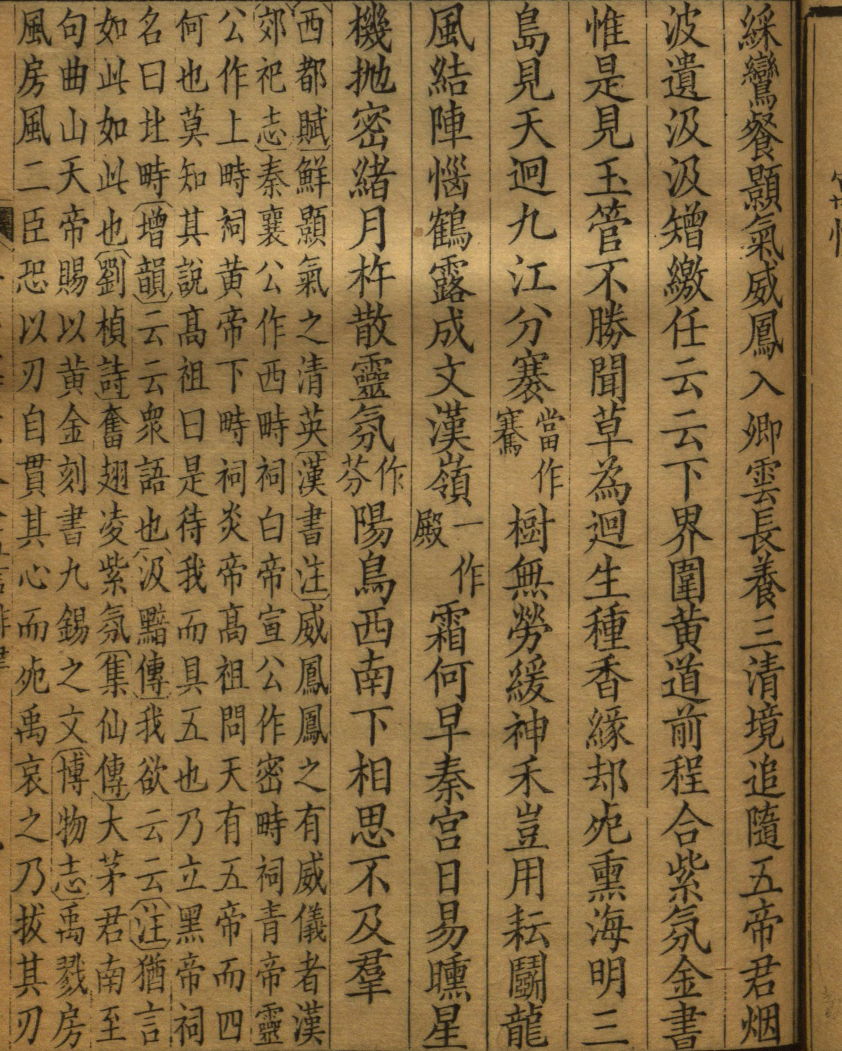 綵鸞餐顥氣威鳳入卿雲長養三清境追隨五帝君烟
波遺汲汲矰繳任云云下界圍黄道前程合紫氛金書
惟是見玉管不勝聞草為迴生種香縁却死熏海明三
島見天迥九江分蹇當作騫樹無勞緩神禾豈用耘鬭龍
風結陣惱鶴露成文漢嶺一作殿霜何早秦宫日易曛星
機抛密緒月杵散靈氛作芬陽鳥西南下相思不及羣
西都賦鮮顥氣之清英漢書注威鳳鳳之有威儀者漢
郊祀志秦襄公作西畤祠白帝宣公作密畤祠青帝靈
公作上畤祠黄帝下畤祠炎帝髙祖問天有五帝而四
何也莫知其說髙祖曰是待我而具五也乃立黑帝祠
名曰北畤增韻云云衆語也汲黯傳我欲云云注猶言
如此如此也劉楨詩奮翅凌紫氛集仙傳大茅君南至
句曲山天帝賜以黄金刻書九錫之文博物志禹戮房
風房風二臣恐以刃自貫其心而死禹哀之乃拔其刃